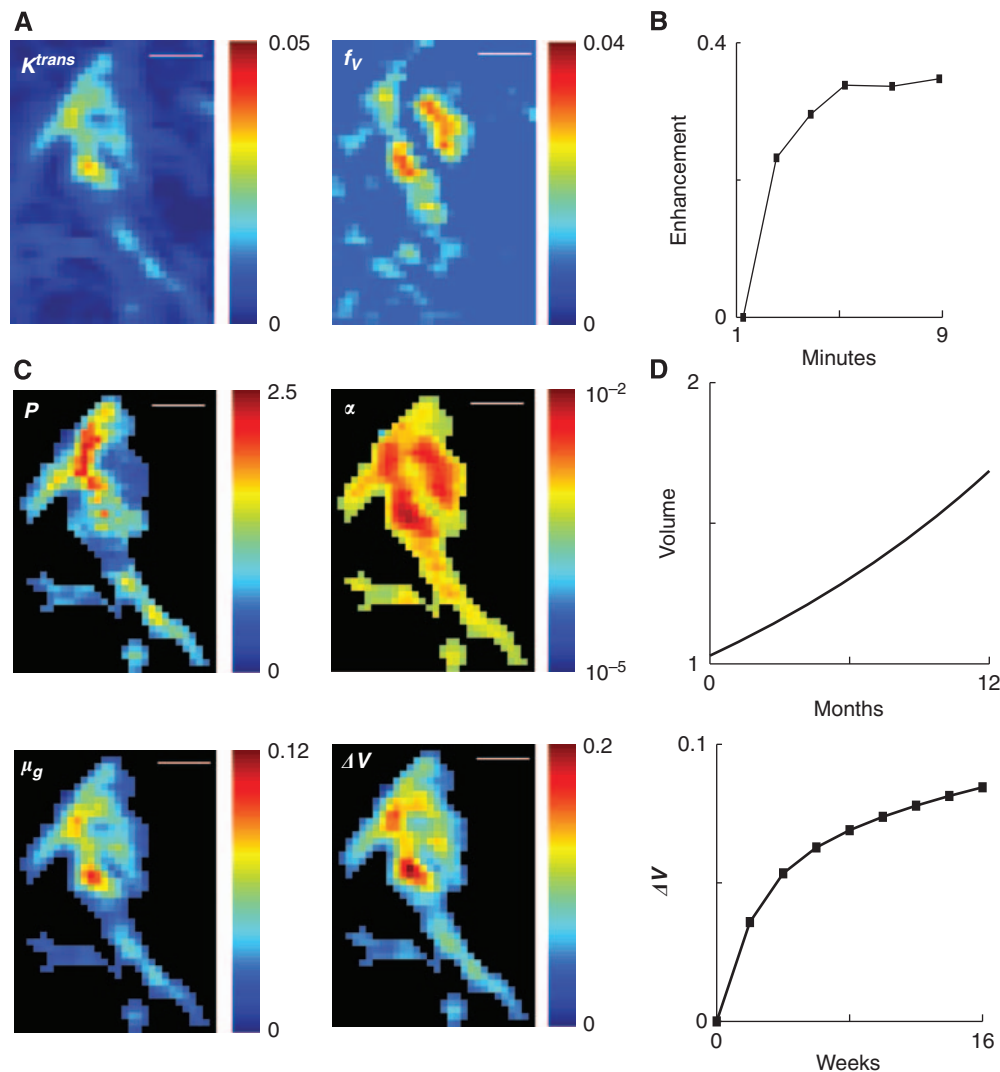 A
K^trans
0.05
0
f_V
0.04
0
B
0.4
Enhancement
0
1
9
Minutes
C
P
2.5
0
α
10^-2
10^-5
D
2
Volume
1
0
12
Months
μ_g
0.12
0
ΔV
0.2
0
0.1
ΔV
0
0
16
Weeks